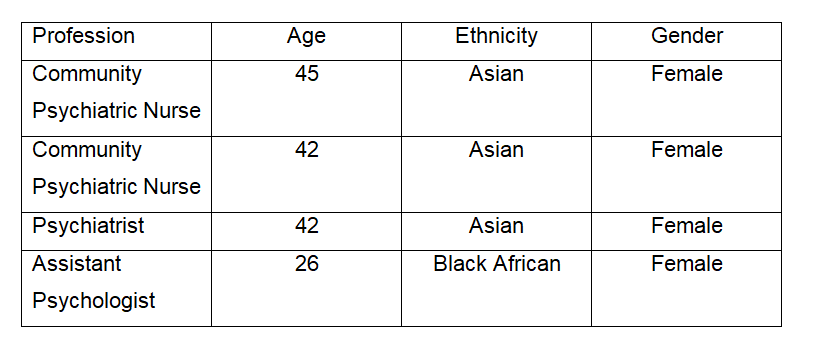 Profession Age Ethnicity Gender
Community 45 Asian Female
Psychiatric Nurse
Community 42 Asian Female
Psychiatric Nurse
Psychiatrist 42 Asian Female
Assistant 26 Black African Female
Psychologist